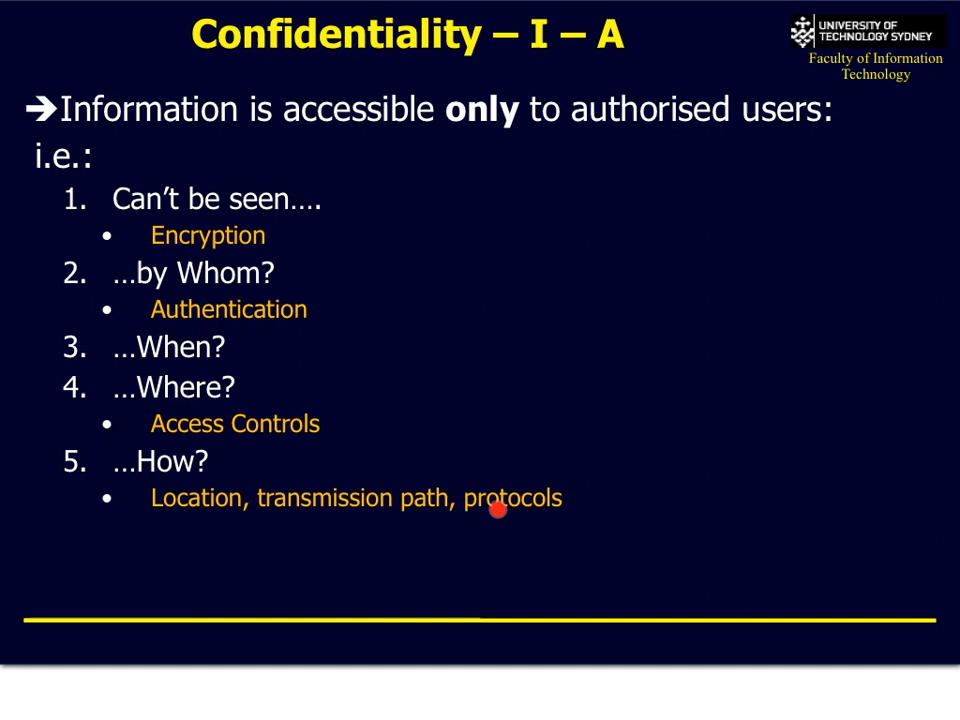 Confidentiality – I – A
UNIVERSITY OF
TECHNOLOGY SYDNEY
Faculty of Information
Technology
➔Information is accessible only to authorised users:
i.e.:
1. Can’t be seen….
• Encryption
2. …by Whom?
• Authentication
3. …When?
4. …Where?
• Access Controls
5. …How?
• Location, transmission path, protocols